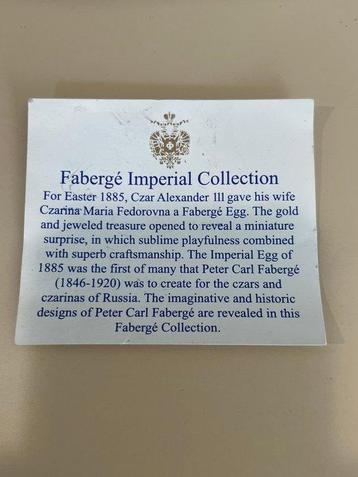 Fabergé Imperial Collection
For Easter 1885, Czar Alexander lll gave his wife
Czarina Maria Fedorovna a Fabergé Egg. The gold
and jeweled treasure opened to reveal a miniature
surprise, in which sublime playfulness combined
with superb craftsmanship. The Imperial Egg of
1885 was the first of many that Peter Carl Fabergé
(1846-1920) was to create for the czars and
czarinas of Russia. The imaginative and historic
designs of Peter Carl Fabergé are revealed in this
Fabergé Collection.